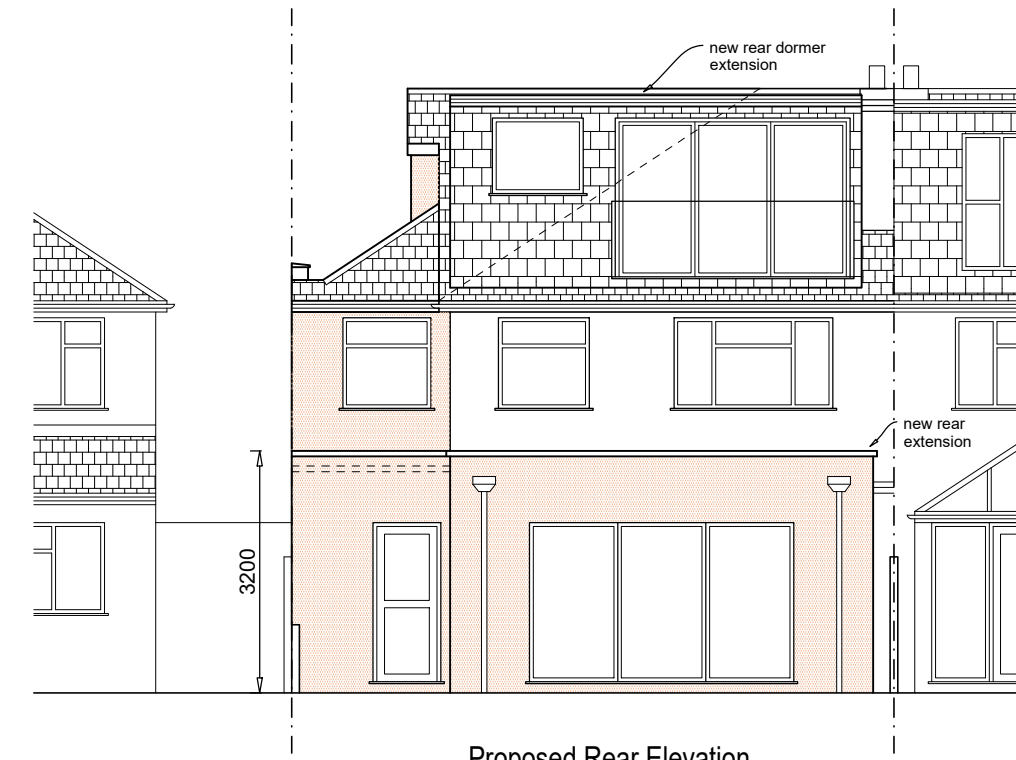 new rear dormer
extension
new rear
extension
3200
Proposed Rear Elevation